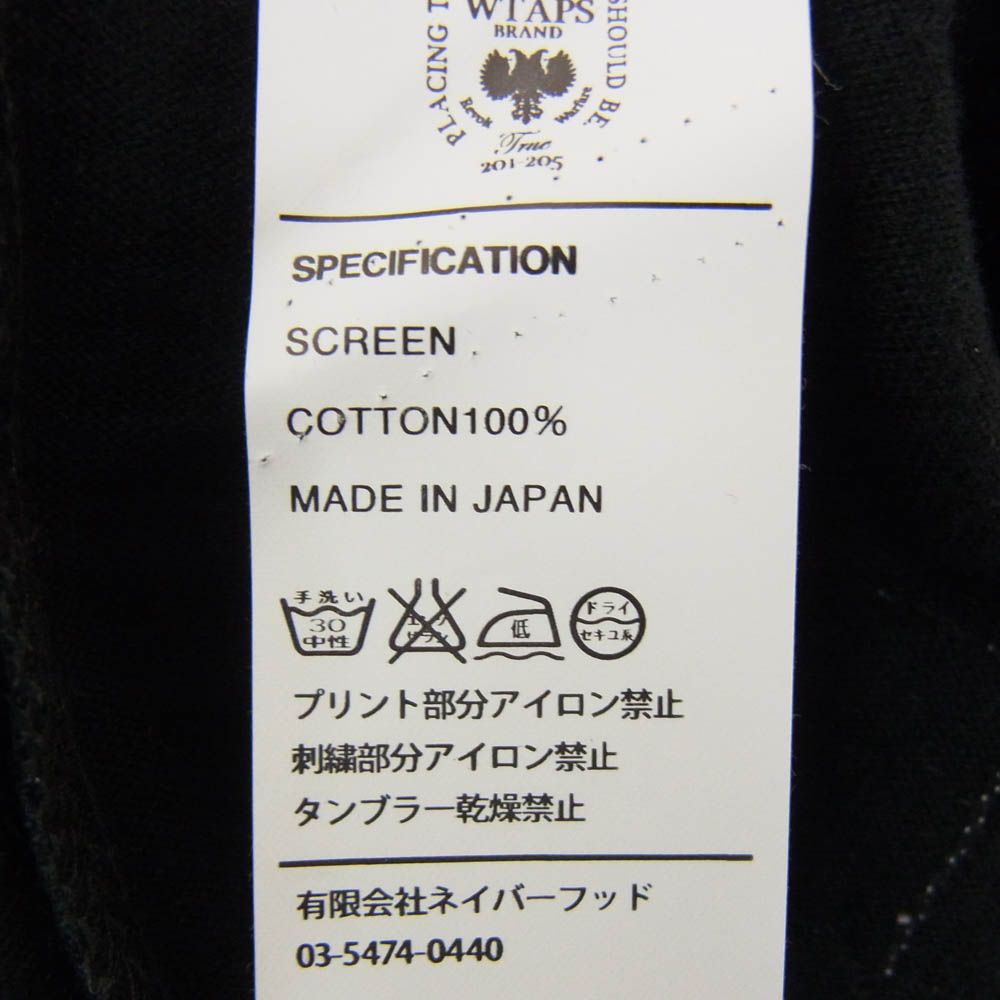 WTAPS
BRAND
PLACING T
SHOULD BE.
Revolt
Warfare
True
201-205
SPECIFICATION
SCREEN
COTTON100%
MADE IN JAPAN
手洗い
30
中性
低
ドライ
セキユ系
プリント部分アイロン禁止
刺繍部分アイロン禁止
タンブラー乾燥禁止
有限会社ネイバーフッド
03-5474-0440